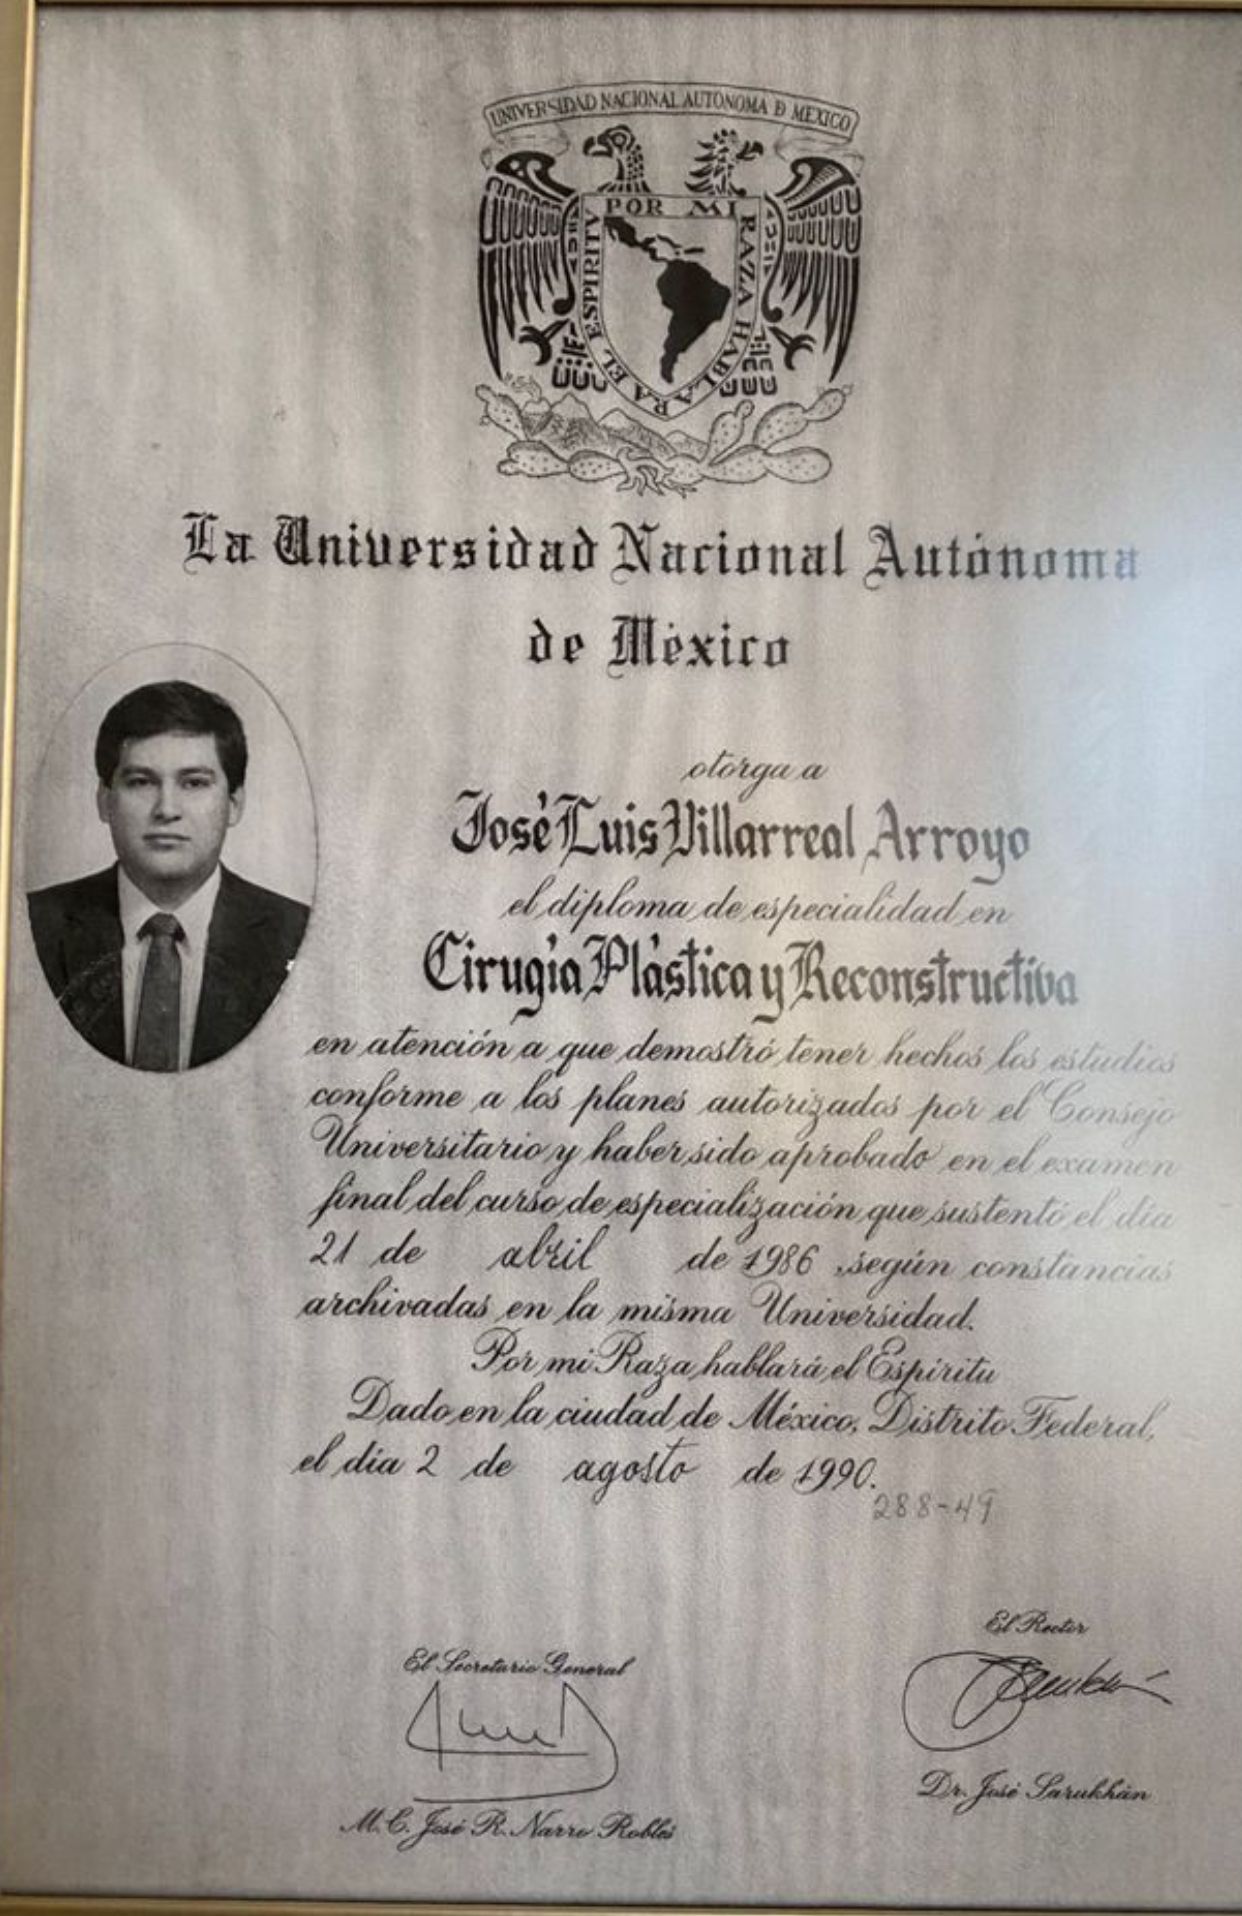 UNIVERSIDAD NACIONAL AUTONOMA D MEXICO
POR MI RAZA HABLARA EL ESPIRITV
La Universidad Nacional Autónoma
de México
otorga a
José Luis Villarreal Arroyo
el diploma de especialidad en
Cirugía Plástica y Reconstructiva
en atención a que demostró tener hechos los estudios
conforme a los planes autorizados por el Consejo
Universitario y haber sido aprobado en el examen
final del curso de especialización que sustentó el día
21 de abril de 1986, según constancias
archivadas en la misma Universidad.
Por mi Raza hablará el Espíritu
Dado en la ciudad de México, Distrito Federal,
el día 2 de agosto de 1990.
288-49
El Rector
El Secretario General
Dr. José Sarukhán
M.C. José R. Narro Robles